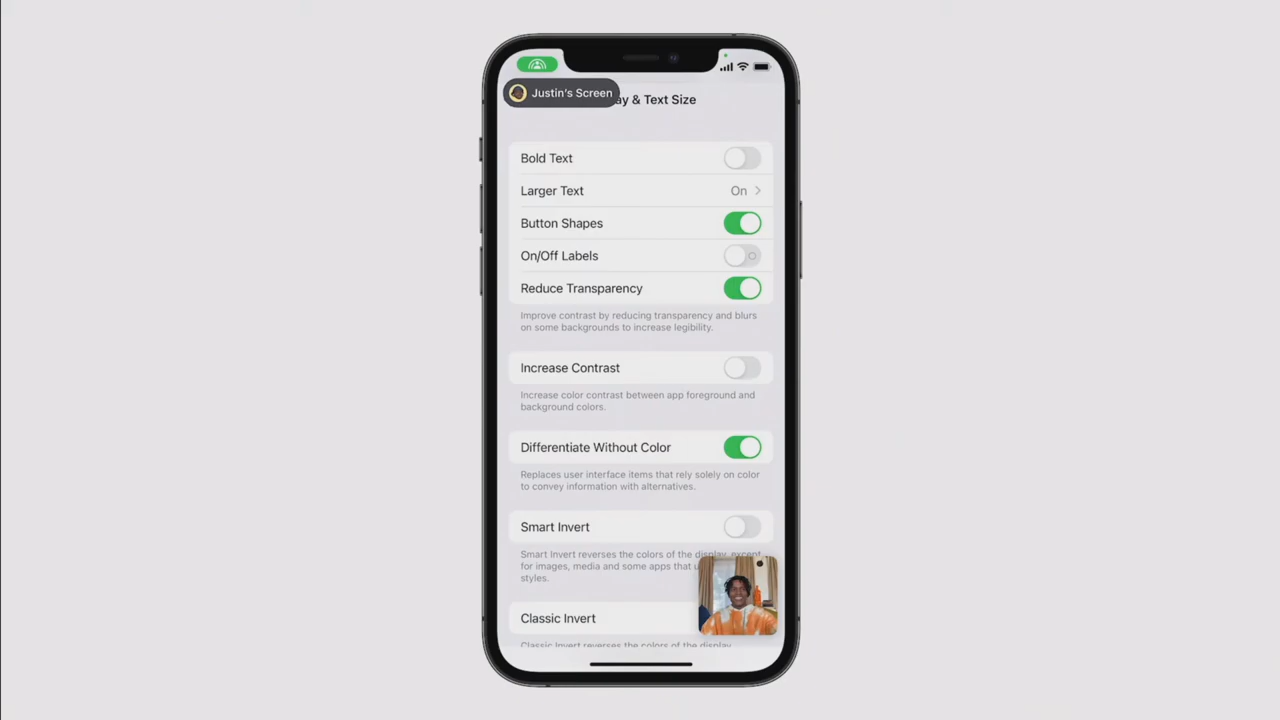 Justin's Screen
ay & Text Size
Bold Text
Larger Text On
Button Shapes
On/Off Labels
Reduce Transparency
Improve contrast by reducing transparency and blurs
on some backgrounds to increase legibility.
Increase Contrast
Increase color contrast between app foreground and
background colors.
Differentiate Without Color
Replaces user interface items that rely solely on color
to convey information with alternatives.
Smart Invert
Smart Invert reverses the colors of the display, except
for images, media and some apps that u
styles.
Classic Invert
Classic Invert reverses the colors of the display.